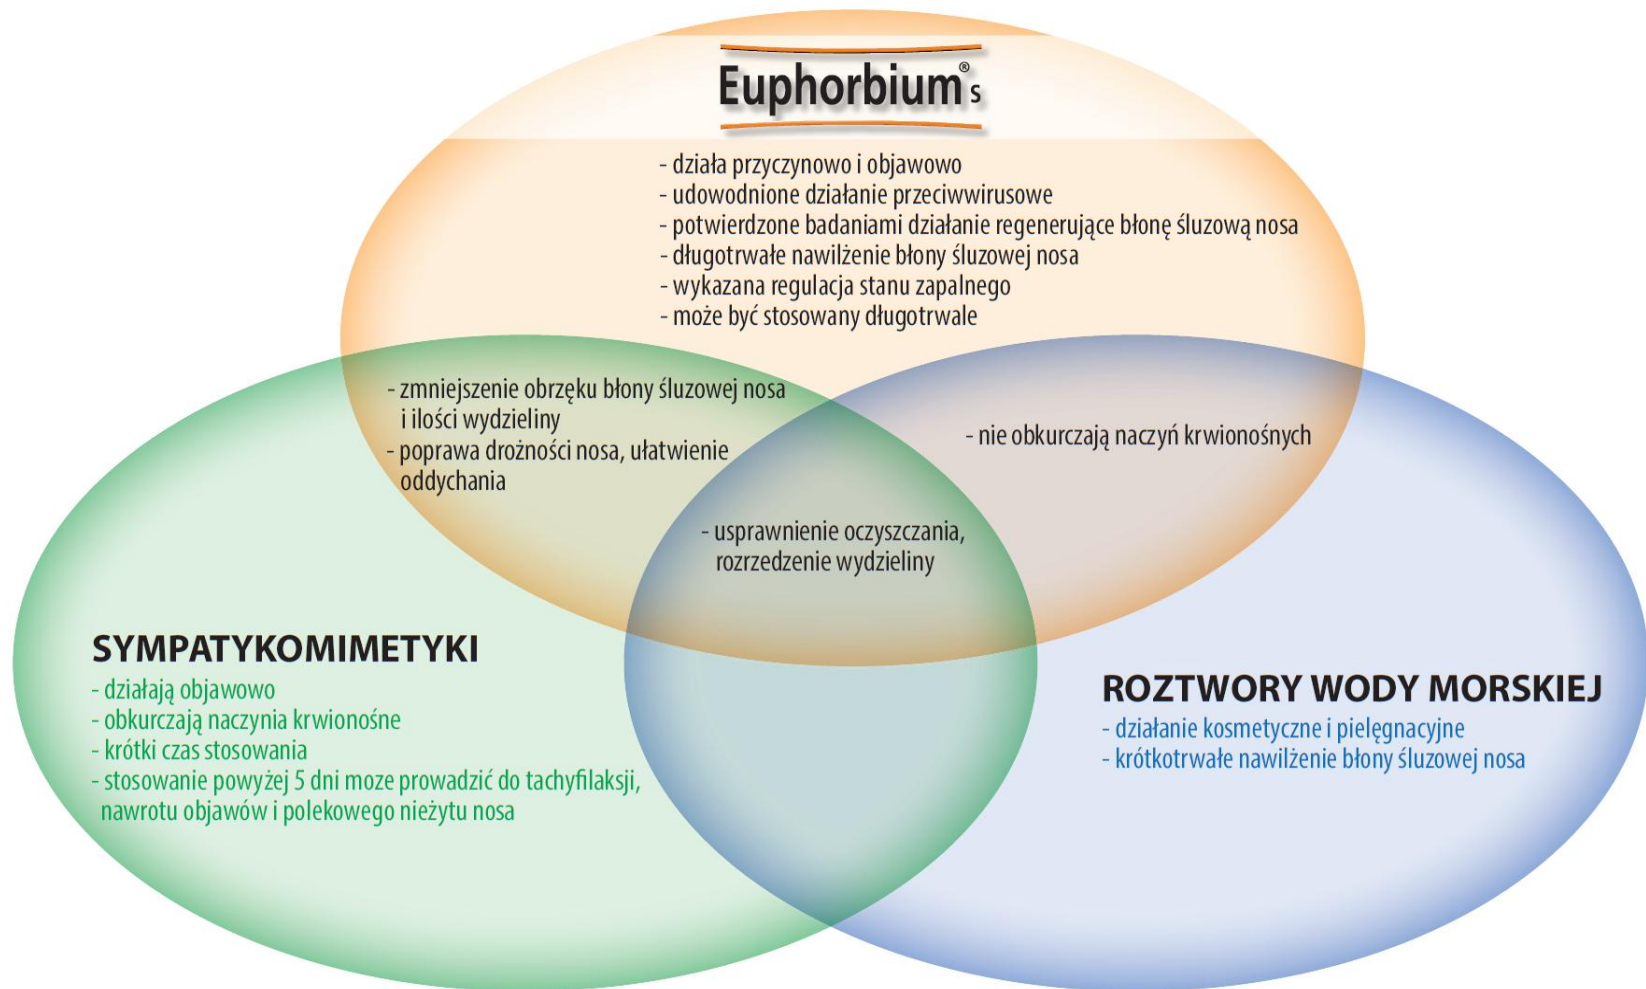 Euphorbium® S
- działa przyczynowo i objawowo
- udowodnione działanie przeciwwirusowe
- potwierdzone badaniami działanie regenerujące błonę śluzową nosa
- długotrwałe nawilżenie błony śluzowej nosa
- wykazana regulacja stanu zapalnego
- może być stosowany długotrwale
- zmniejszenie obrzęku błony śluzowej nosa
i ilości wydzieliny
- poprawa drożności nosa, ułatwienie
oddychania
- nie obkurczają naczyń krwionośnych
- usprawnienie oczyszczania,
rozrzedzenie wydzieliny
SYMPATYKOMIMETYKI
- działają objawowo
- obkurczają naczynia krwionośne
- krótki czas stosowania
- stosowanie powyżej 5 dni moze prowadzić do tachyfilaksji,
nawrotu objawów i polekowego nieżytu nosa
ROZTWORY WODY MORSKIEJ
- działanie kosmetyczne i pielęgnacyjne
- krótkotrwałe nawilżenie błony śluzowej nosa